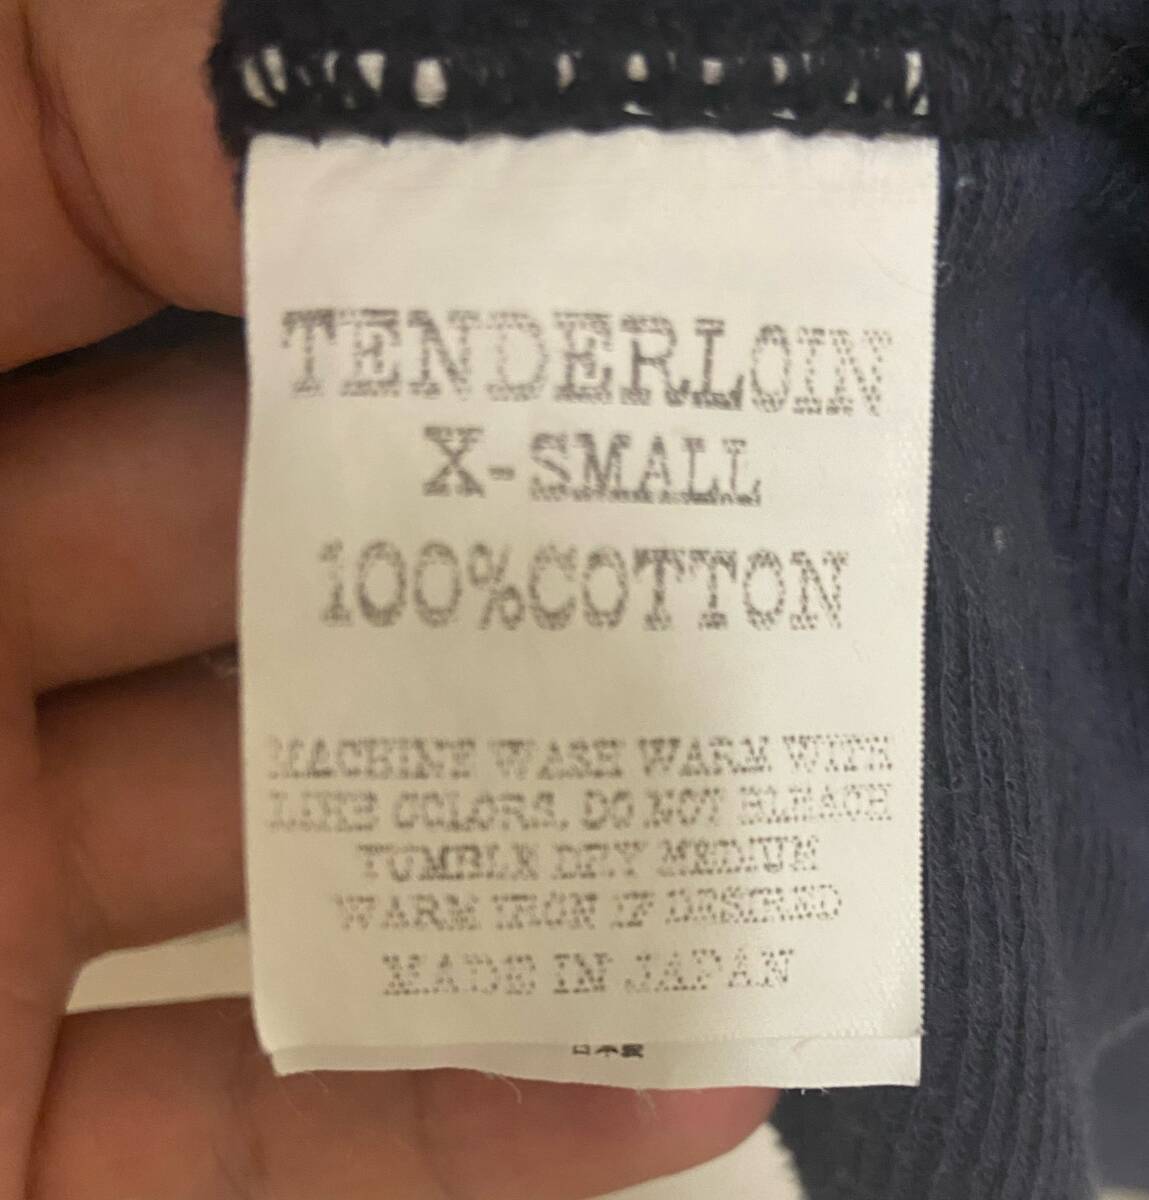 TENDERLOIN
X-SMALL
100%COTTON
MACHINE WASH WARM WITH
LIKE COLORS. DO NOT BLEACH
TUMBLE DRY MEDIUM
WARM IRON IF DESIRED
MADE IN JAPAN
日本製